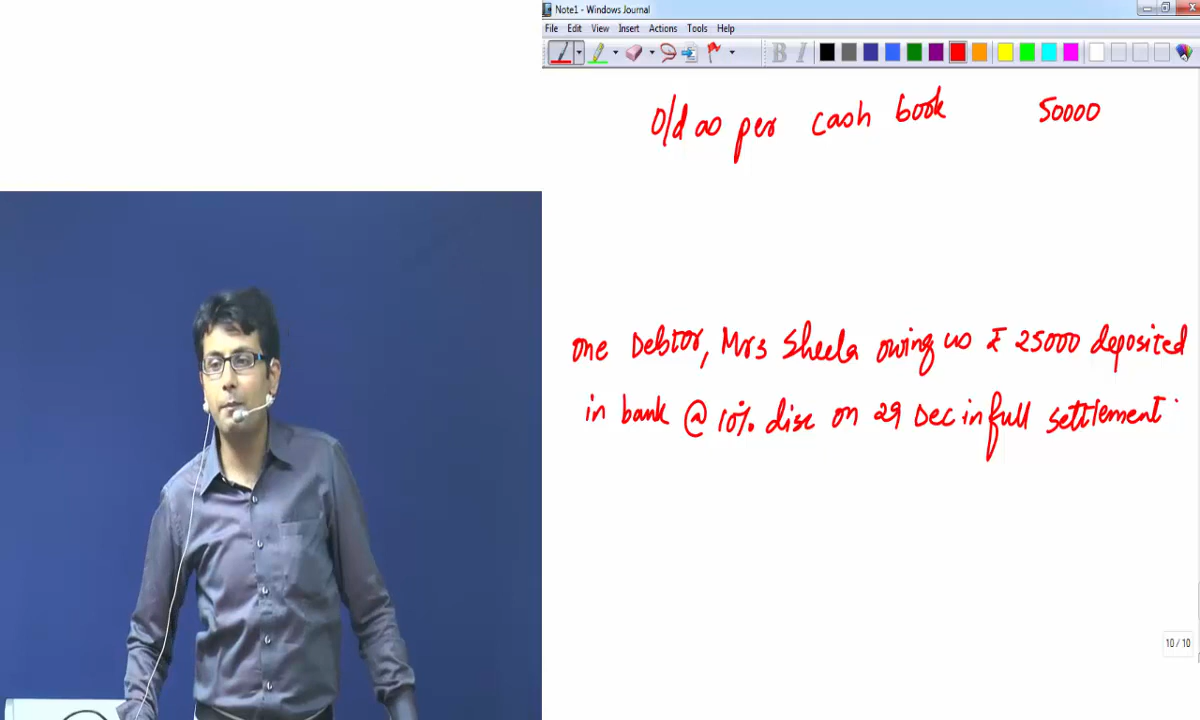 Note1 - Windows Journal
File Edit View Insert Actions Tools Help
B I
O/d as per cash book 50000
One Debtor, Mrs Sheela owing us ₹ 25000 deposited
in bank @ 10% disc on 29 Dec in full settlement
10 / 10